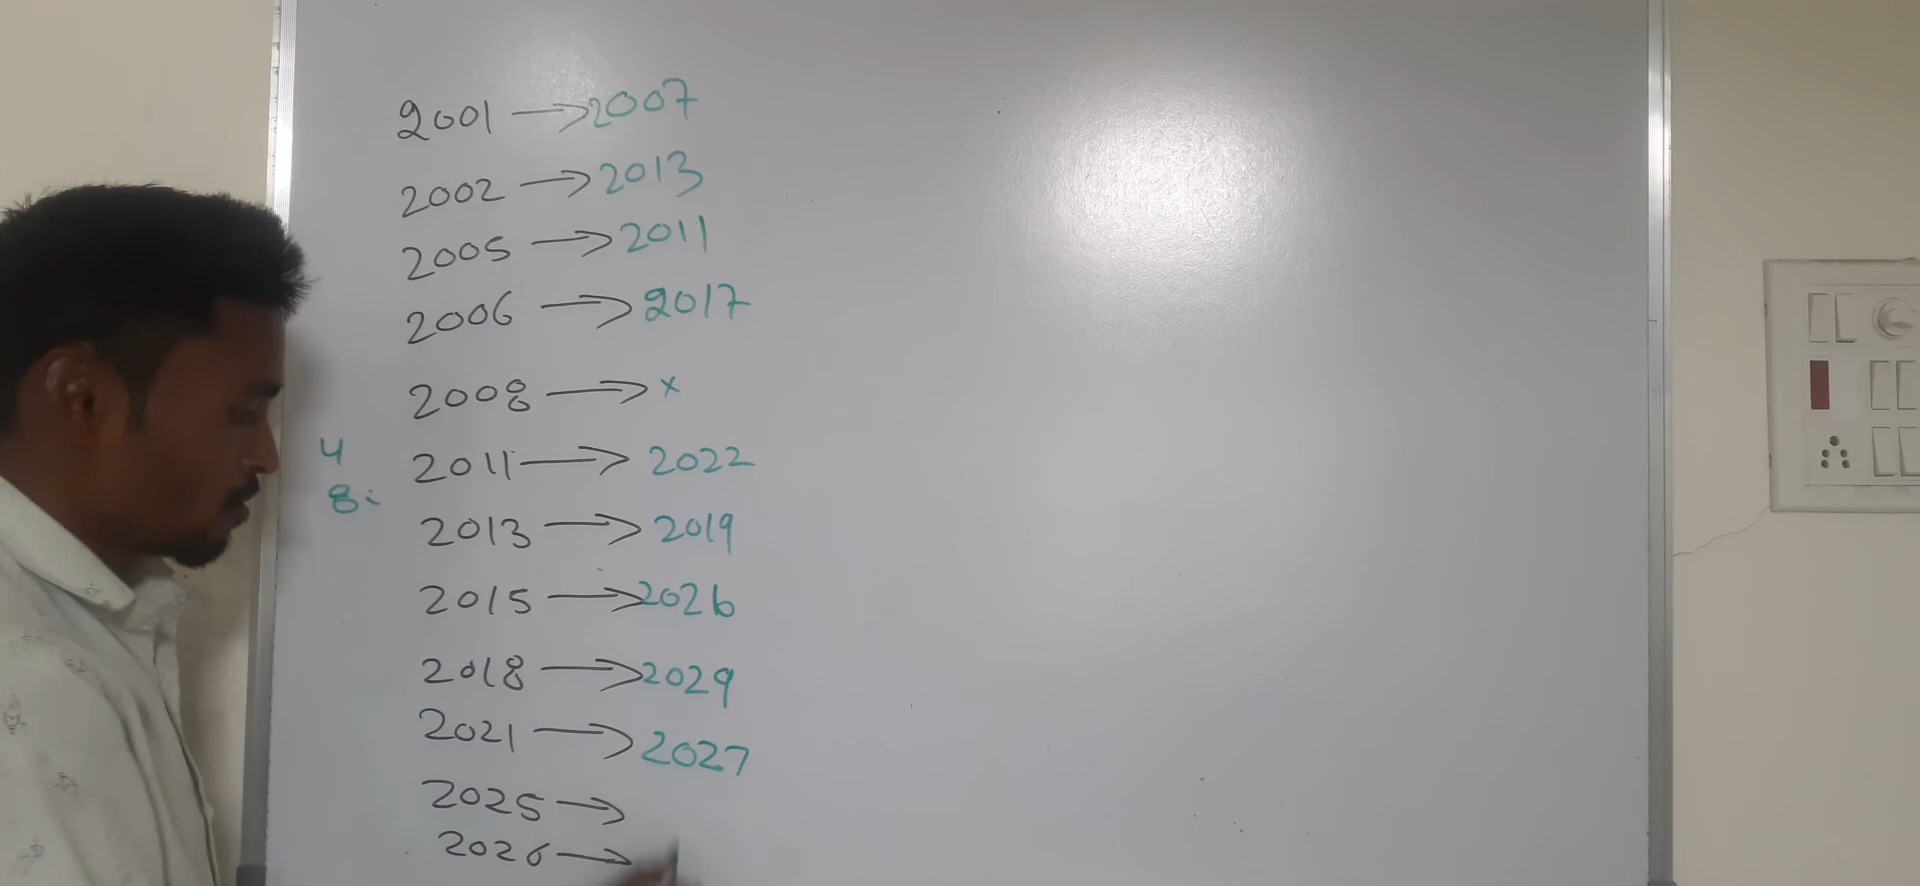 2001 → 2007
2002 → 2013
2005 → 2011
2006 → 2017
2008 → x
4
2011 → 2022
8
2013 → 2019
2015 → 2026
2018 → 2029
2021 → 2027
2025 →
2026 →